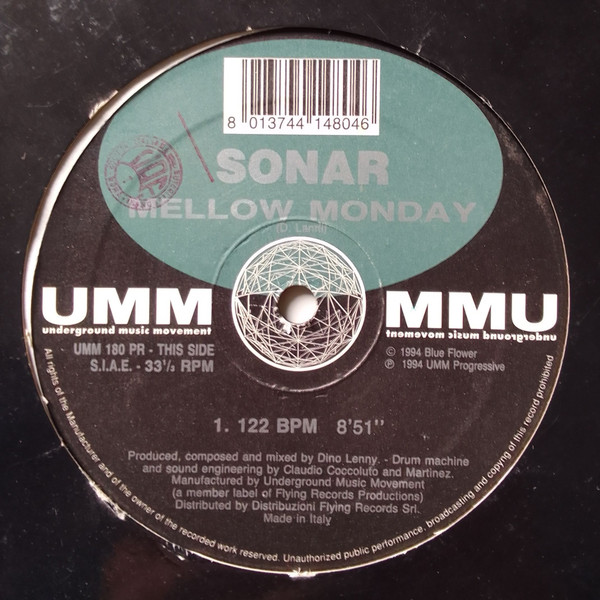 8 013744 148046
SONAR
MELLOW MONDAY
(D. Lanni)
UMM
underground music movement
MMU
underground music movement
UMM 180 PR - THIS SIDE
S.I.A.E. - 33⅓ RPM
© 1994 Blue Flower
℗ 1994 UMM Progressive
1. 122 BPM 8'51"
Produced, composed and mixed by Dino Lenny. - Drum machine
and sound engineering by Claudio Coccoluto and Martinez.
Manufactured by Underground Music Movement
(a member label of Flying Records Productions)
Distributed by Distribuzioni Flying Records Srl.
Made in Italy
All rights of the Manufacturer and of the owner of the recorded work reserved. Unauthorized public performance, broadcasting and copying of this record prohibited